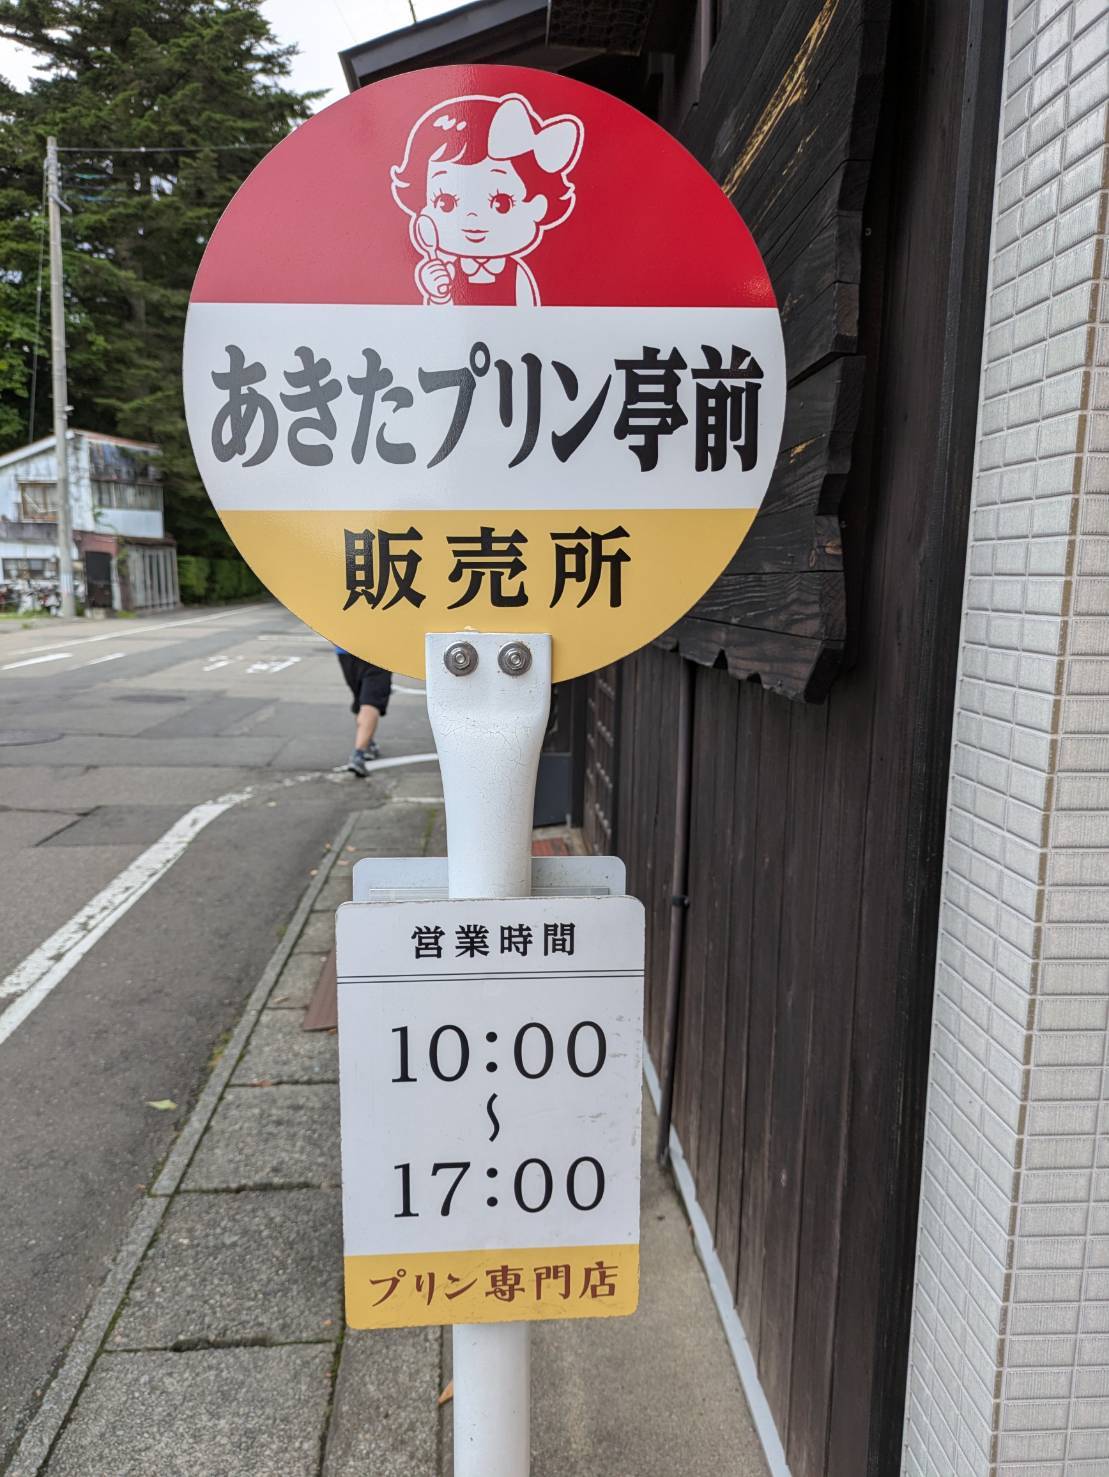 あきたプリン亭前
販売所
営業時間
10:00
〜
17:00
プリン専門店